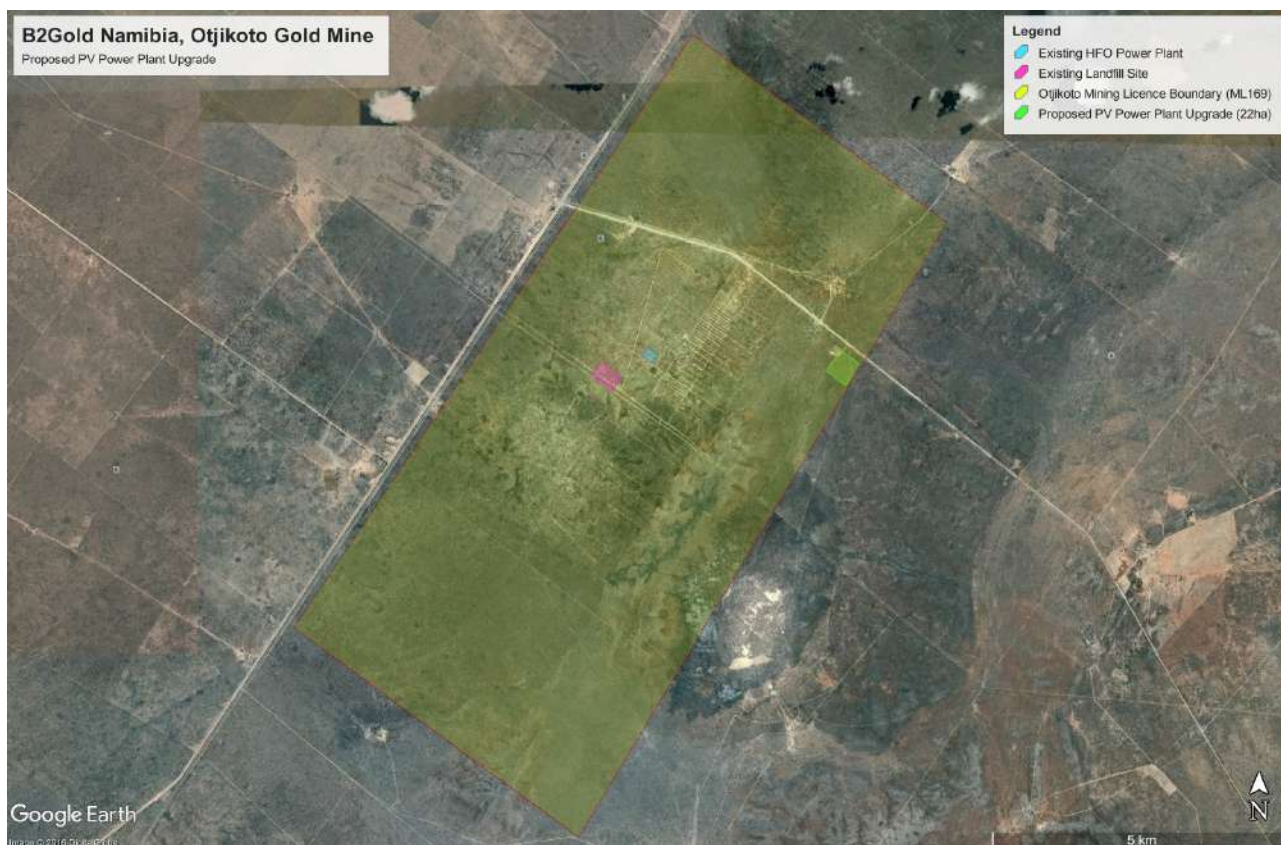 B2Gold Namibia, Otjikoto Gold Mine
Proposed PV Power Plant Upgrade
Legend
Existing HFO Power Plant
Existing Landfill Site
Otjikoto Mining Licence Boundary (ML169)
Proposed PV Power Plant Upgrade (22ha)
Google Earth
N
5 km